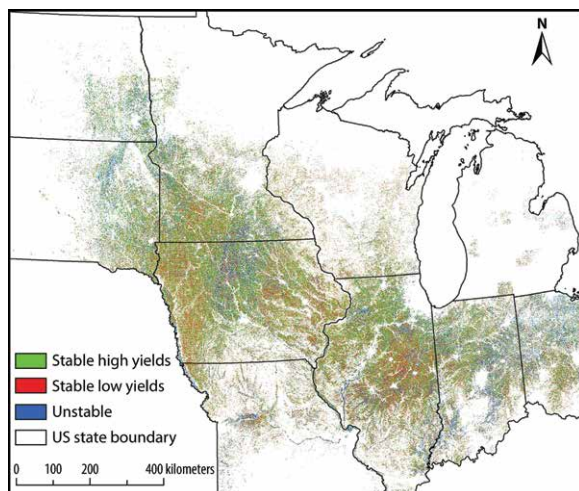 N
Stable high yields
Stable low yields
Unstable
US state boundary
0 100 200 400 kilometers